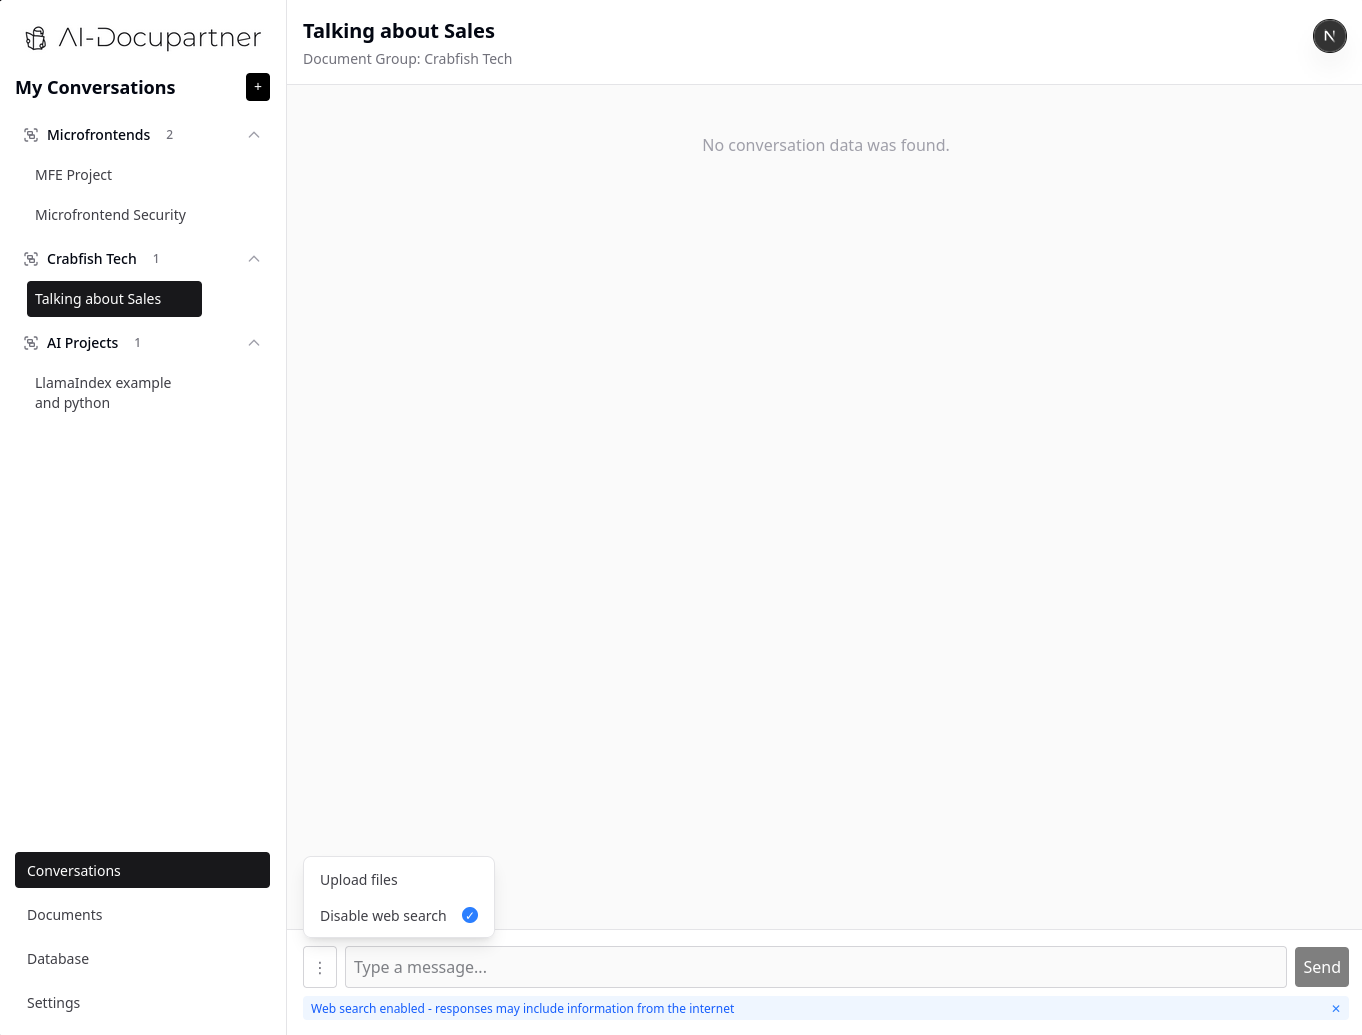 AI-Docupartner
My Conversations
+
Microfrontends 2
MFE Project
Microfrontend Security
Crabfish Tech 1
Talking about Sales
AI Projects 1
LlamaIndex example
and python
Conversations
Documents
Database
Settings
Talking about Sales
Document Group: Crabfish Tech
N
No conversation data was found.
Upload files
Disable web search
Type a message...
Send
Web search enabled - responses may include information from the internet
×